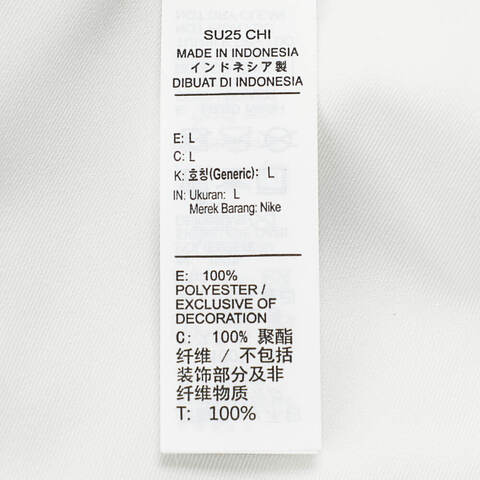 SU25 CHI
MADE IN INDONESIA
インドネシア製
DIBUAT DI INDONESIA
E: L
C: L
K: 호칭(Generic): L
IN: Ukuran: L
Merek Barang: Nike
E: 100%
POLYESTER /
EXCLUSIVE OF
DECORATION
C: 100% 聚酯
纤维 / 不包括
装饰部分及非
纤维物质
T: 100%